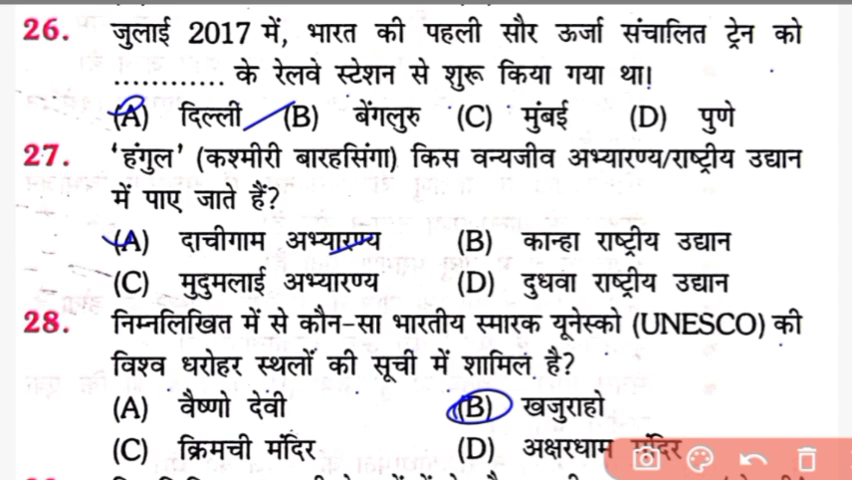 26. जुलाई 2017 में, भारत की पहली सौर ऊर्जा संचालित ट्रेन को
............ के रेलवे स्टेशन से शुरू किया गया था।
(A) दिल्ली (B) बेंगलुरु (C) मुंबई (D) पुणे
27. 'हंगुल' (कश्मीरी बारहसिंगा) किस वन्यजीव अभ्यारण्य/राष्ट्रीय उद्यान
में पाए जाते हैं?
(A) दाचीगाम अभ्यारण्य (B) कान्हा राष्ट्रीय उद्यान
(C) मुदुमलाई अभ्यारण्य (D) दुधवा राष्ट्रीय उद्यान
28. निम्नलिखित में से कौन-सा भारतीय स्मारक यूनेस्को (UNESCO) की
विश्व धरोहर स्थलों की सूची में शामिल है?
(A) वैष्णो देवी (B) खजुराहो
(C) क्रिमची मंदिर (D) अक्षरधाम मंदिर